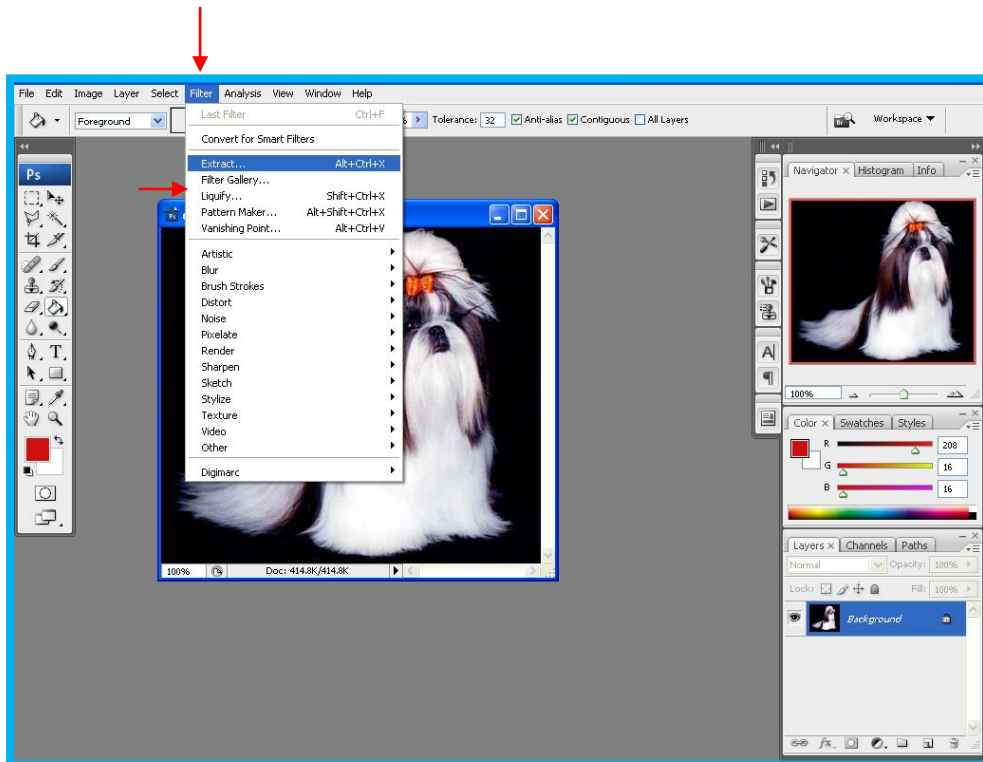 File Edit Image Layer Select Filter Analysis View Window Help
Foreground
% Tolerance: 32 Anti-alias Contiguous All Layers
Br Workspace
Last Filter Ctrl+F
Convert for Smart Filters
Extract... Alt+Ctrl+X
Filter Gallery...
Liquify... Shift+Ctrl+X
Pattern Maker... Alt+Shift+Ctrl+X
Vanishing Point... Alt+Ctrl+V
Artistic
Blur
Brush Strokes
Distort
Noise
Pixelate
Render
Sharpen
Sketch
Stylize
Texture
Video
Other
Digimarc
Ps
T
100% Doc: 414.8K/414.8K
Navigator × Histogram Info
100%
A
Color × Swatches Styles
R 208
G 16
B 16
Layers × Channels Paths
Normal Opacity: 100%
Lock: Fill: 100%
Background
fx.